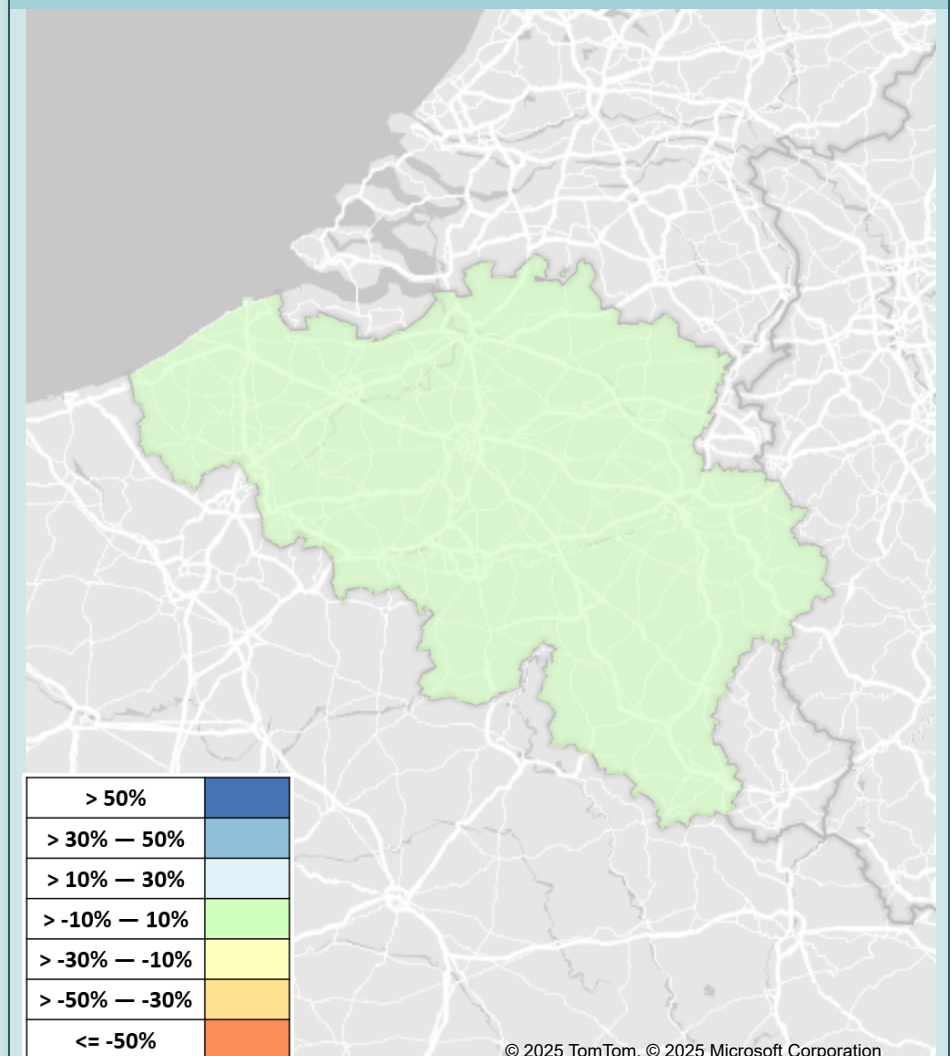 > 50%
> 30% — 50%
> 10% — 30%
> -10% — 10%
> -30% — -10%
> -50% — -30%
<= -50%
© 2025 TomTom, © 2025 Microsoft Corporation